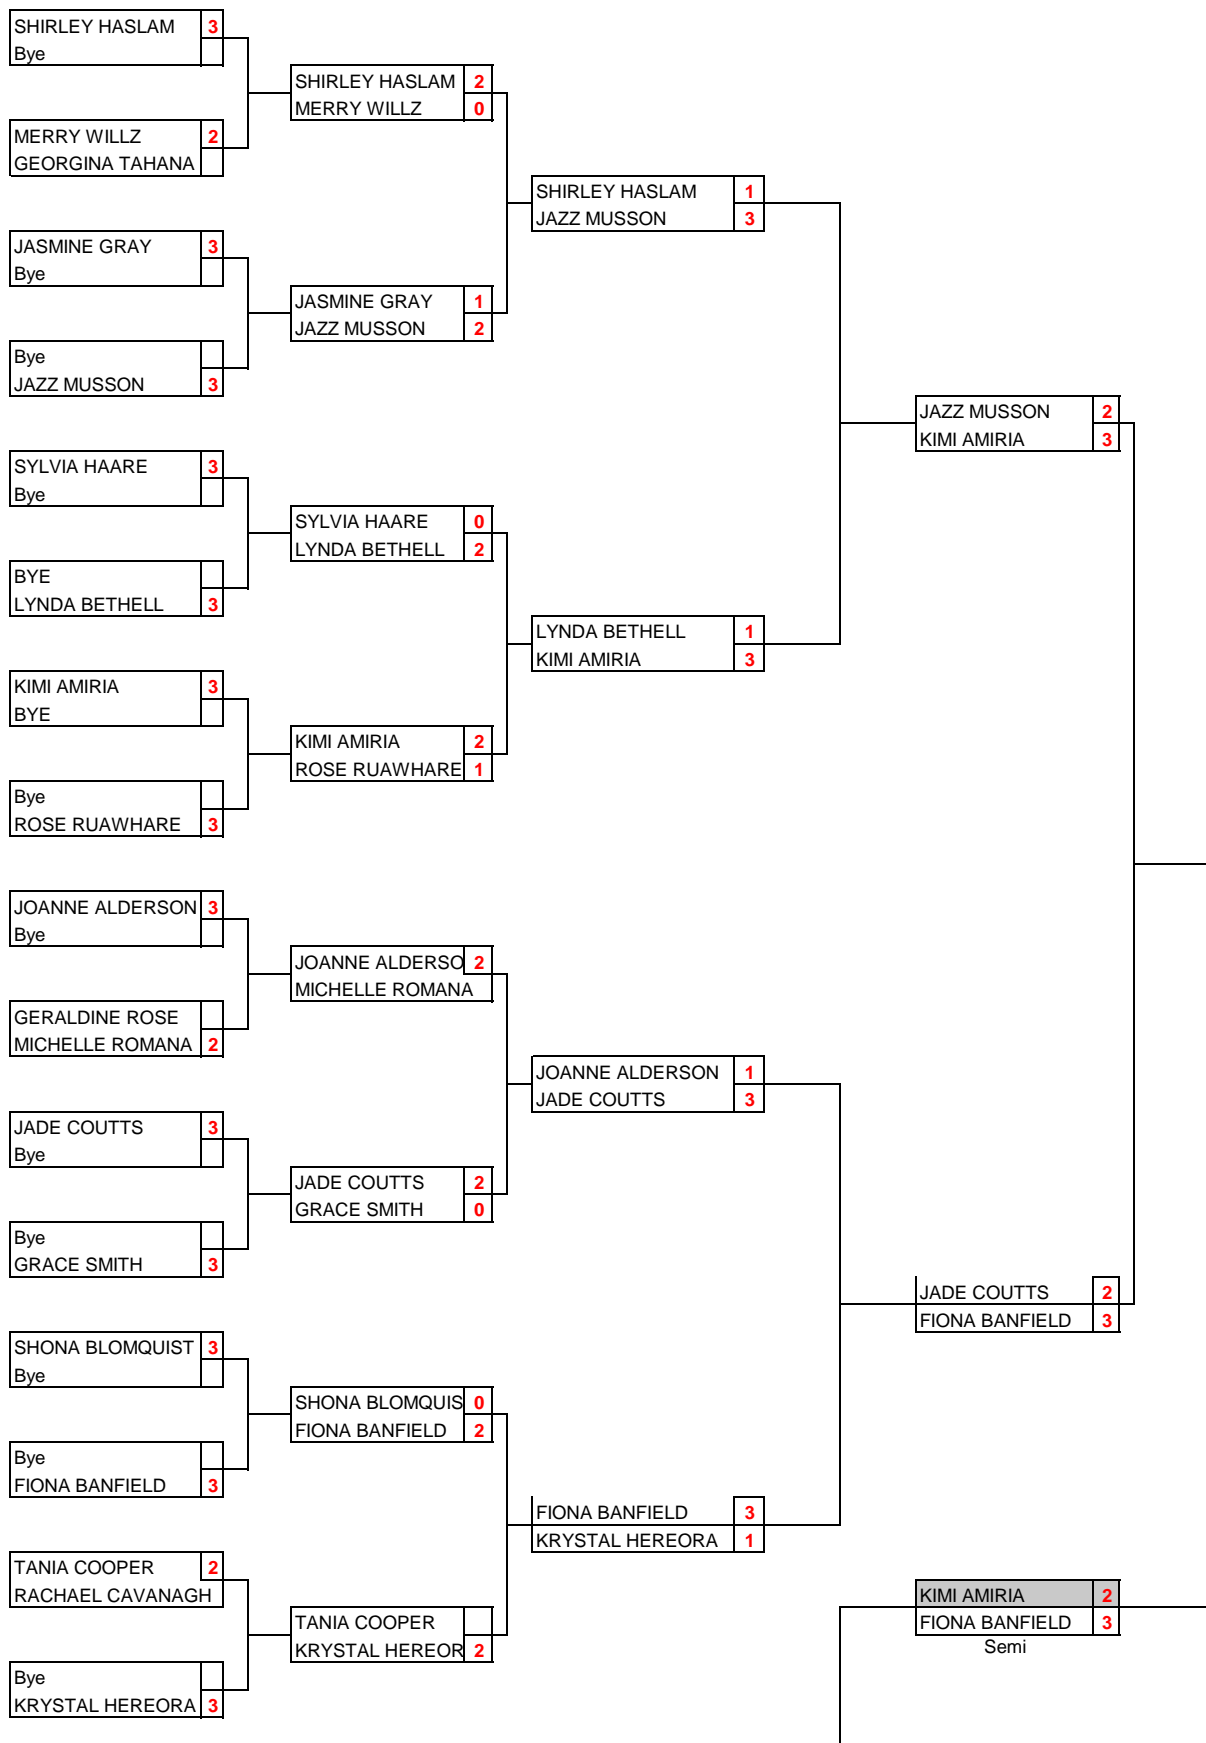 SHIRLEY HASLAM 3
Bye
MERRY WILLZ 2
GEORGINA TAHANA
JASMINE GRAY 3
Bye
Bye
JAZZ MUSSON 3
SYLVIA HAARE 3
Bye
BYE
LYNDA BETHELL 3
KIMI AMIRIA 3
BYE
Bye
ROSE RUAWHARE 3
JOANNE ALDERSON 3
Bye
GERALDINE ROSE
MICHELLE ROMANA 2
JADE COUTTS 3
Bye
Bye
GRACE SMITH 3
SHONA BLOMQUIST 3
Bye
Bye
FIONA BANFIELD 3
TANIA COOPER 2
RACHAEL CAVANAGH
Bye
KRYSTAL HEREORA 3
SHIRLEY HASLAM 2
MERRY WILLZ 0
JASMINE GRAY 1
JAZZ MUSSON 2
SYLVIA HAARE 0
LYNDA BETHELL 2
KIMI AMIRIA 2
ROSE RUAWHARE 1
JOANNE ALDERSO 2
MICHELLE ROMANA
JADE COUTTS 2
GRACE SMITH 0
SHONA BLOMQUIS 0
FIONA BANFIELD 2
TANIA COOPER
KRYSTAL HEREOR 2
SHIRLEY HASLAM 1
JAZZ MUSSON 3
LYNDA BETHELL 1
KIMI AMIRIA 3
JOANNE ALDERSON 1
JADE COUTTS 3
FIONA BANFIELD 3
KRYSTAL HEREORA 1
JAZZ MUSSON 2
KIMI AMIRIA 3
JADE COUTTS 2
FIONA BANFIELD 3
KIMI AMIRIA 2
FIONA BANFIELD 3
Semi